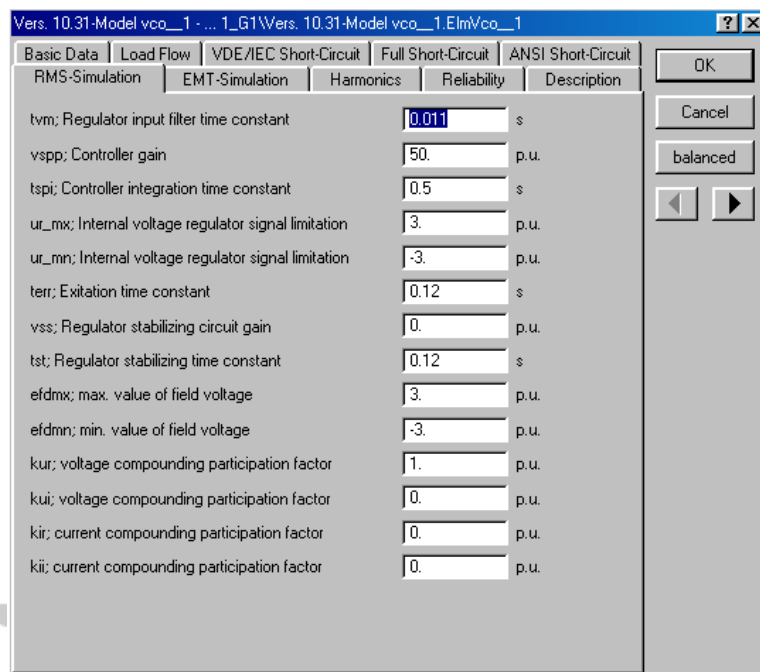 Vers. 10.31-Model vco__1 - ... 1_G1\Vers. 10.31-Model vco__1.ElmVco__1
Basic Data Load Flow VDE/IEC Short-Circuit Full Short-Circuit ANSI Short-Circuit
RMS-Simulation EMT-Simulation Harmonics Reliability Description
OK
Cancel
balanced
tvm; Regulator input filter time constant 0.011 s
vspp; Controller gain 50. p.u.
tspi; Controller integration time constant 0.5 s
ur_mx; Internal voltage regulator signal limitation 3. p.u.
ur_mn; Internal voltage regulator signal limitation -3. p.u.
terr; Exitation time constant 0.12 s
vss; Regulator stabilizing circuit gain 0. p.u.
tst; Regulator stabilizing time constant 0.12 s
efdmx; max. value of field voltage 3. p.u.
efdmn; min. value of field voltage -3. p.u.
kur; voltage compounding participation factor 1. p.u.
kui; voltage compounding participation factor 0. p.u.
kir; current compounding participation factor 0. p.u.
kii; current compounding participation factor 0. p.u.